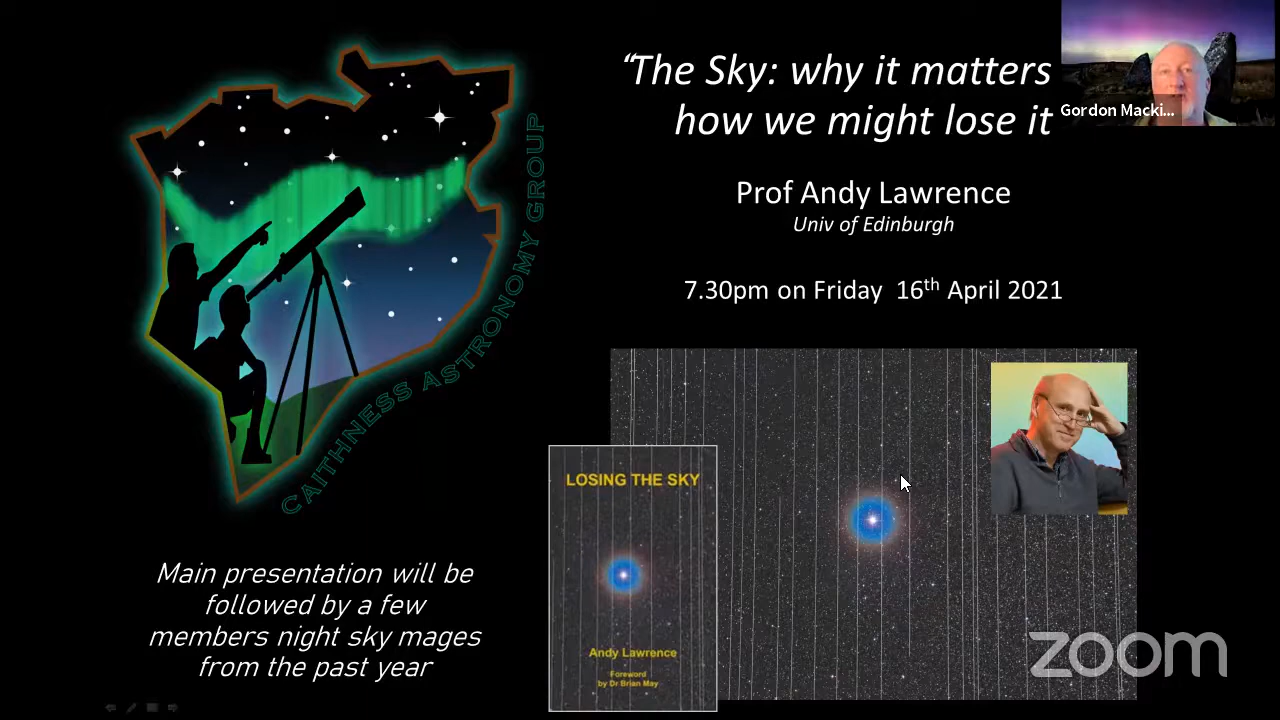 “The Sky: why it matters
how we might lose it
Gordon Macki...
Prof Andy Lawrence
Univ of Edinburgh
7.30pm on Friday 16th April 2021
CAITHNESS ASTRONOMY GROUP
LOSING THE SKY
Andy Lawrence
Foreword
by Dr Brian May
Main presentation will be
followed by a few
members night sky mages
from the past year
zoom